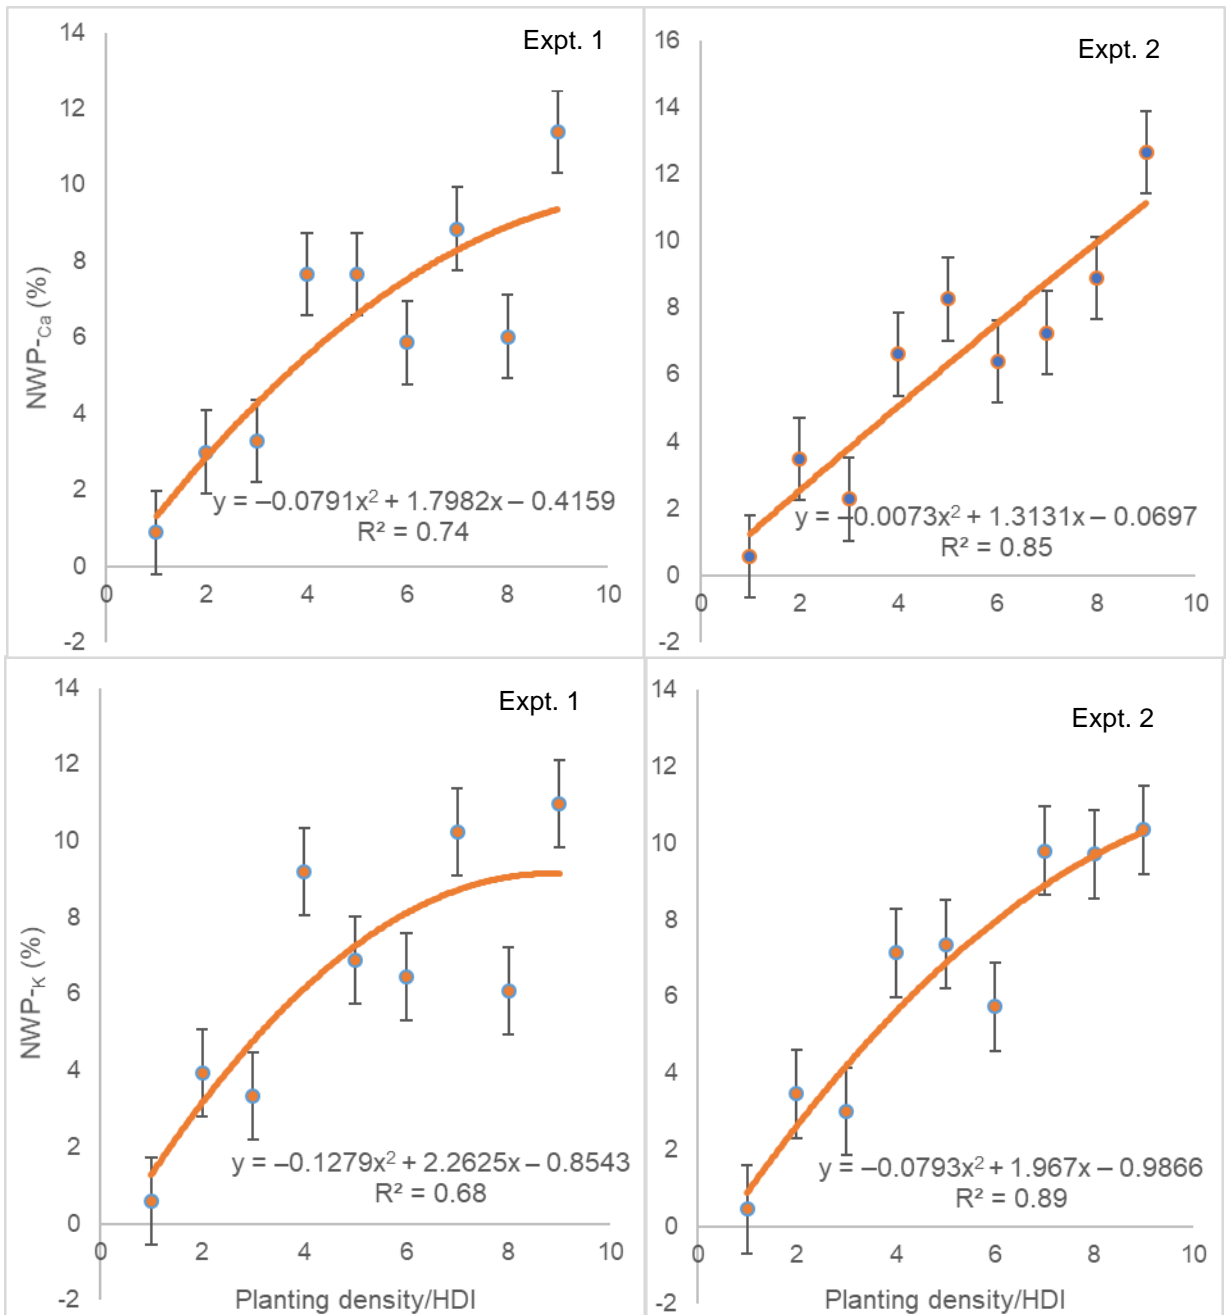 Expt. 1
14
12
10
8
6
4
2
0
-2
NWP-Ca (%)
0 2 4 6 8 10
y = –0.0791x² + 1.7982x – 0.4159
R² = 0.74
Expt. 2
16
14
12
10
8
6
4
2
0
-2
0 2 4 6 8 10
y = –0.0073x² + 1.3131x – 0.0697
R² = 0.85
Expt. 1
14
12
10
8
6
4
2
0
-2
NWP-K (%)
0 2 4 6 8 10
y = –0.1279x² + 2.2625x – 0.8543
R² = 0.68
Planting density/HDI
Expt. 2
14
12
10
8
6
4
2
0
-2
0 2 4 6 8 10
y = –0.0793x² + 1.967x – 0.9866
R² = 0.89
Planting density/HDI